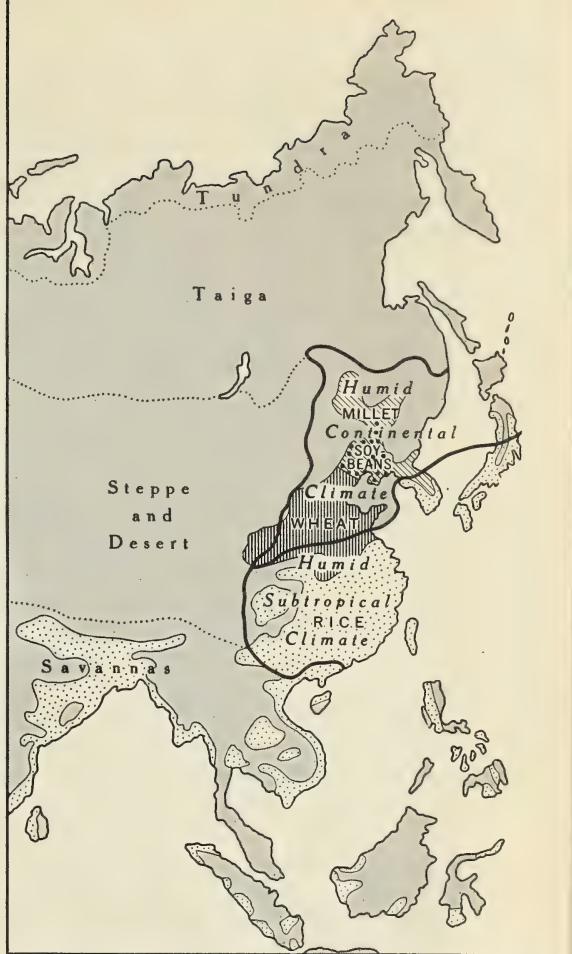 Tundra
Taiga
Humid
MILLET
Continental
SOY
BEANS
Climate
WHEAT
Steppe
and
Desert
Humid
Subtropical
RICE
Climate
Savannas